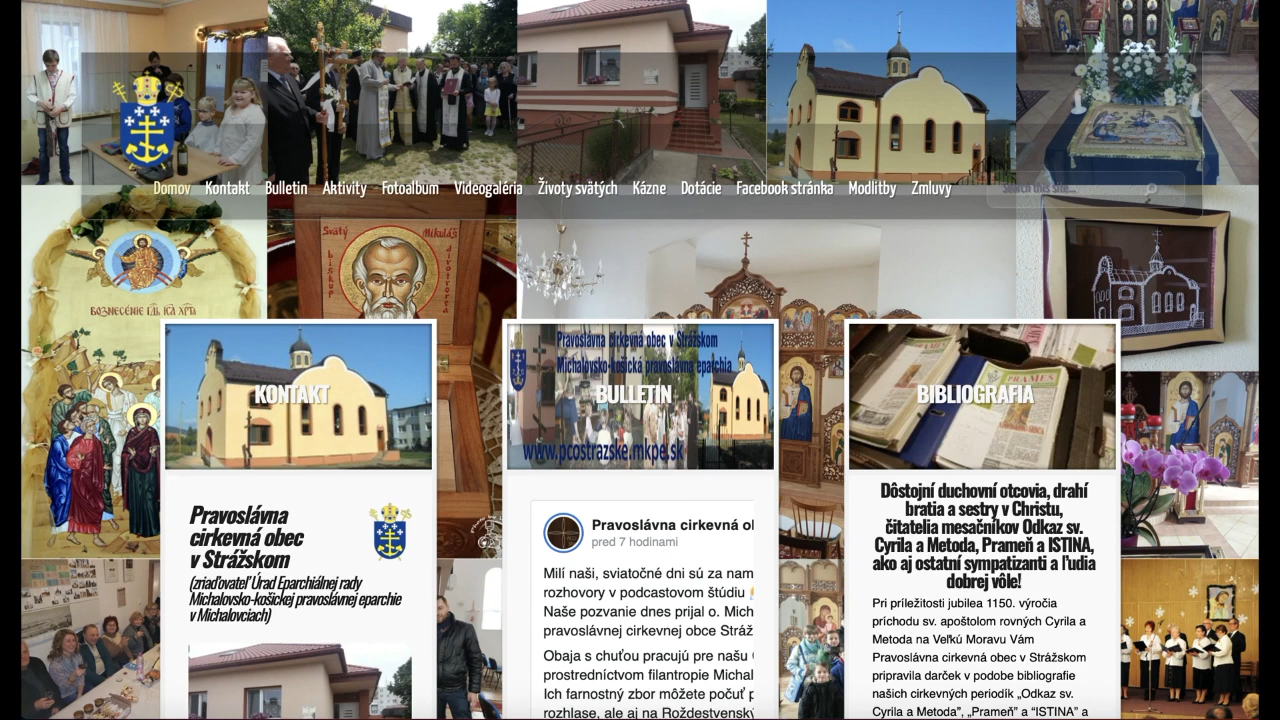 Domov Kontakt Bulletin Aktivity Fotoalbum Videogaléria Životy svätých Kázne Dotácie Facebook stránka Modlitby Zmluvy
Search this site...
Svätý Mikuláš
biskup
divotvorca
KONTAKT
Pravoslávna
cirkevná obec
v Strážskom
(zriaďovateľ Úrad Eparchiálnej rady
Michalovsko-košickej pravoslávnej eparchie
v Michalovciach)
Pravoslávna cirkevná obec v Strážskom
Michalovsko-košická pravoslávna eparchia
BULLETIN
www.pcostrazske.mkpe.sk
Pravoslávna cirkevná ol
pred 7 hodinami
Milí naši, sviatočné dni sú za nam
rozhovory v podcastovom štúdiu
Naše pozvanie dnes prijal o. Mich
pravoslávnej cirkevnej obce Stráž
Obaja s chuťou pracujú pre našu
prostredníctvom filantropie Michal
Ich farnostný zbor môžete počuť p
rozhlase, ale aj na Roždestvensk
PRAMEŇ
BIBLIOGRAFIA
Dôstojní duchovní otcovia, drahí
bratia a sestry v Christu,
čitatelia mesačníkov Odkaz sv.
Cyrila a Metoda, Prameň a ISTINA,
ako aj ostatní sympatizanti a ľudia
dobrej vôle!
Pri príležitosti jubilea 1150. výročia
príchodu sv. apoštolom rovných Cyrila a
Metoda na Veľkú Moravu Vám
Pravoslávna cirkevná obec v Strážskom
pripravila darček v podobe bibliografie
našich cirkevných periodík „Odkaz sv.
Cyrila a Metoda", „Prameň" a "ISTINA" a